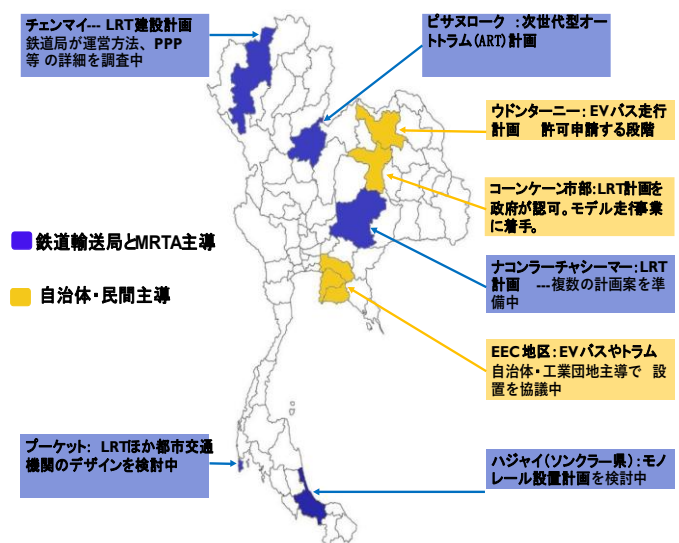 チェンマイ--- LRT建設計画
鉄道局が運営方法、PPP
等 の詳細を調査中
ピサヌローク ：次世代型オー
トトラム(ART)計画
ウドンターニー：EVバス走行
計画 許可申請する段階
コーンケーン市部：LRT計画を
政府が認可。モデル走行事業
に着手。
鉄道輸送局とMRTA主導
自治体・民間主導
ナコンラーチャシーマー：LRT
計画 ---複数の計画案を準
備中
EEC地区：EVバスやトラム
自治体・工業団地主導で 設
置を協議中
プーケット： LRTほか都市交通
機関のデザインを検討中
ハジャイ（ソンクラー県）：モノ
レール設置計画を検討中